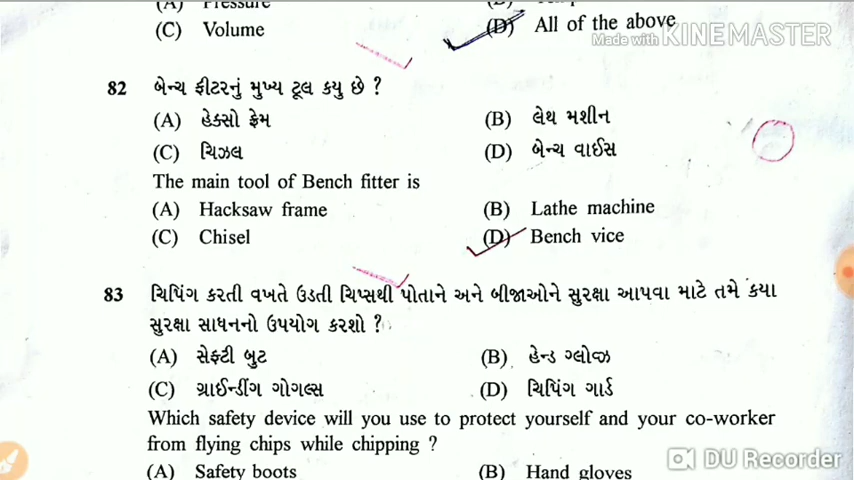 (A) Pressure
(C) Volume
(D) All of the above
Made with KINEMASTER
82 બેન્ચ ફીટરનું મુખ્ય ટૂલ કયુ છે ?
(A) હેક્સો ફ્રેમ (B) લેથ મશીન
(C) ચિઝલ (D) બેન્ચ વાઈસ
The main tool of Bench fitter is
(A) Hacksaw frame (B) Lathe machine
(C) Chisel (D) Bench vice
83 ચિપિંગ કરતી વખતે ઉડતી ચિપ્સથી પોતાને અને બીજાઓને સુરક્ષા આપવા માટે તમે કયા
સુરક્ષા સાધનનો ઉપયોગ કરશો ?
(A) સેફ્ટી બુટ (B) હેન્ડ ગ્લોવ્ઝ
(C) ગ્રાઈન્ડીંગ ગોગલ્સ (D) ચિપિંગ ગાર્ડ
Which safety device will you use to protect yourself and your co-worker
from flying chips while chipping ?
DU Recorder
(A) Safety boots (B) Hand gloves